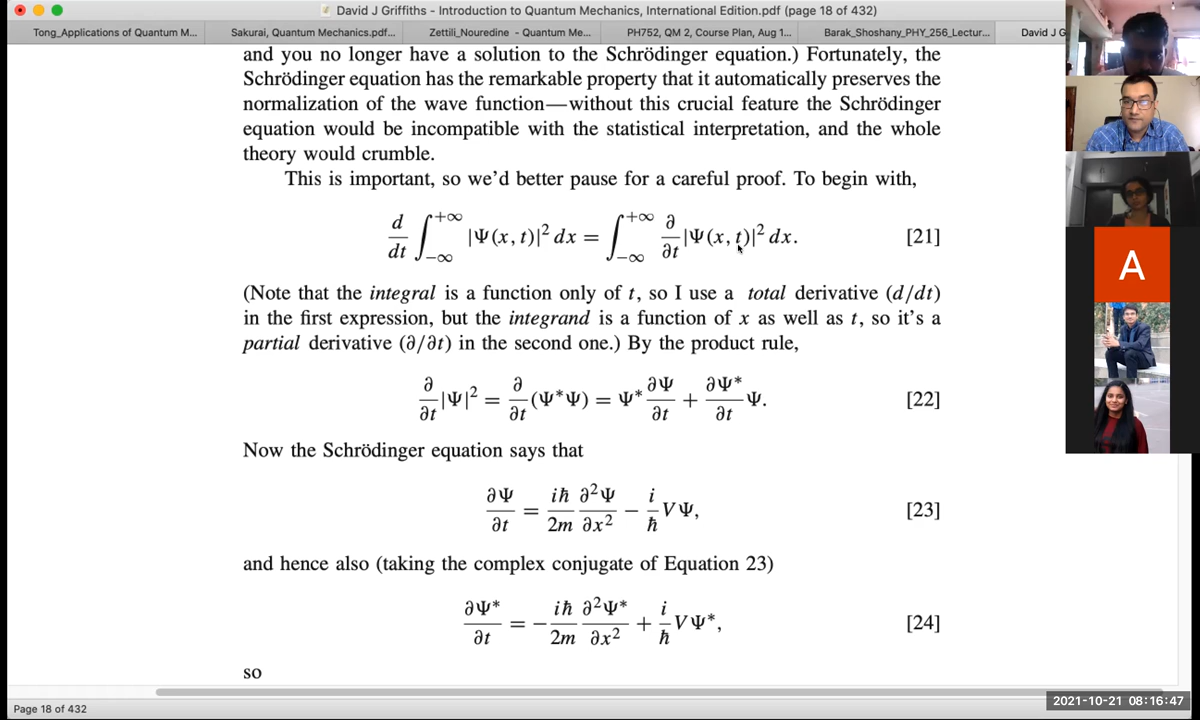 David J Griffiths - Introduction to Quantum Mechanics, International Edition.pdf (page 18 of 432)
Tong_Applications of Quantum M...
Sakurai, Quantum Mechanics.pdf...
Zettili_Nouredine - Quantum Me...
PH752, QM 2, Course Plan, Aug 1...
Barak_Shoshany_PHY_256_Lectur...
David J G
and you no longer have a solution to the Schrödinger equation.) Fortunately, the
Schrödinger equation has the remarkable property that it automatically preserves the
normalization of the wave function—without this crucial feature the Schrödinger
equation would be incompatible with the statistical interpretation, and the whole
theory would crumble.
This is important, so we'd better pause for a careful proof. To begin with,
d/dt ∫_{−∞}^{+∞} |Ψ(x, t)|² dx = ∫_{−∞}^{+∞} ∂/∂t |Ψ(x, t)|² dx. [21]
(Note that the integral is a function only of t, so I use a total derivative (d/dt)
in the first expression, but the integrand is a function of x as well as t, so it's a
partial derivative (∂/∂t) in the second one.) By the product rule,
∂/∂t |Ψ|² = ∂/∂t (Ψ*Ψ) = Ψ* ∂Ψ/∂t + ∂Ψ*/∂t Ψ. [22]
Now the Schrödinger equation says that
∂Ψ/∂t = iħ/2m ∂²Ψ/∂x² − i/ħ VΨ, [23]
and hence also (taking the complex conjugate of Equation 23)
∂Ψ*/∂t = − iħ/2m ∂²Ψ*/∂x² + i/ħ VΨ*, [24]
so
Page 18 of 432
A
2021-10-21 08:16:47